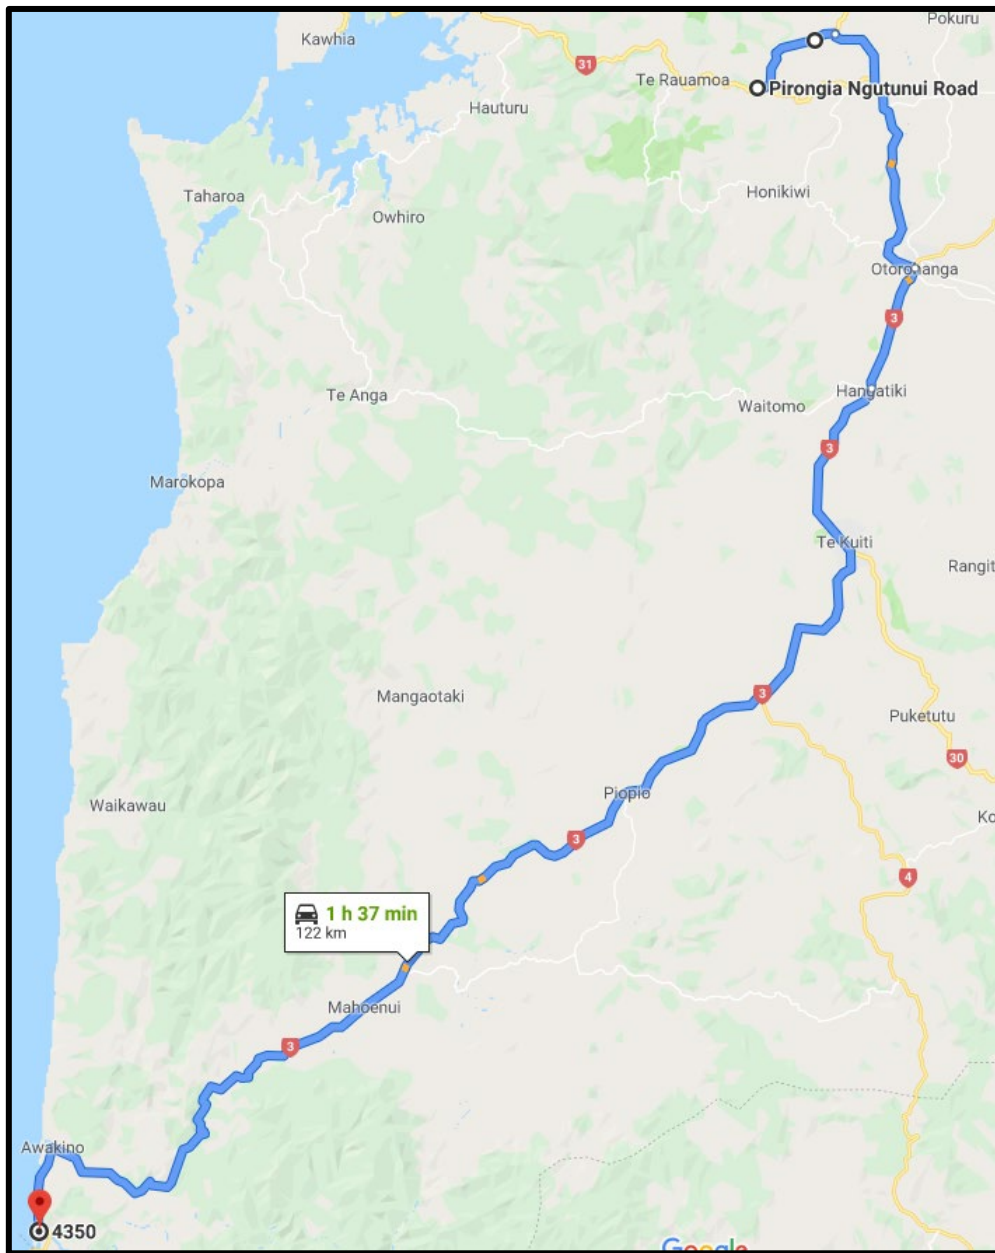 Pokuru
Kawhia
31
Te Rauamoa
Pirongia Ngutunui Road
Hauturu
Honikiwi
Taharoa
Owhiro
Otorohanga
3
Hangatiki
Te Anga
Waitomo
3
Marokopa
Te Kuiti
Rangit
Mangaotaki
3
Puketutu
30
Piopio
Waikawau
Ko
3
4
1 h 37 min
122 km
Mahoenui
3
Awakino
4350
Google